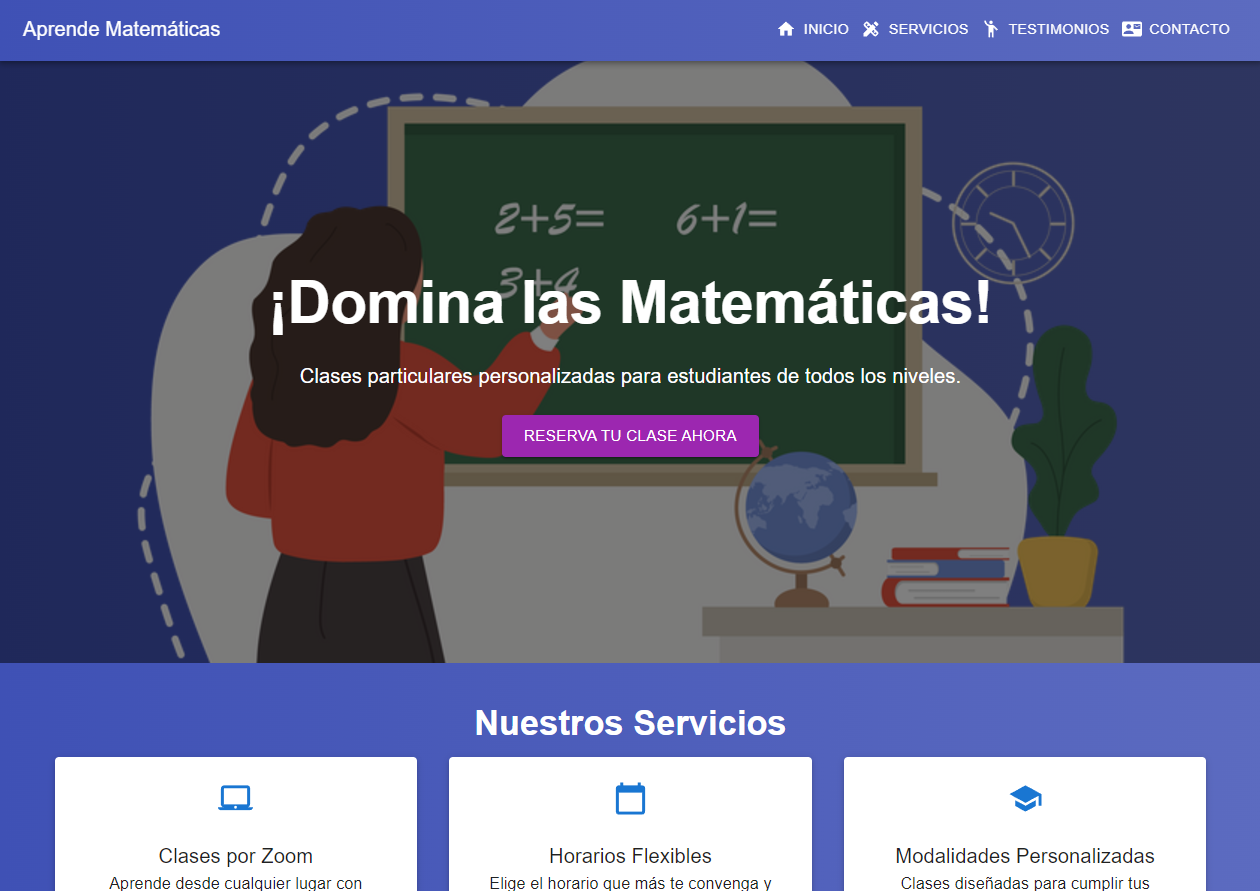 Aprende Matemáticas
INICIO
SERVICIOS
TESTIMONIOS
CONTACTO
2+5=
6+1=
3+4
¡Domina las Matemáticas!
Clases particulares personalizadas para estudiantes de todos los niveles.
RESERVA TU CLASE AHORA
Nuestros Servicios
Clases por Zoom
Aprende desde cualquier lugar con
Horarios Flexibles
Elige el horario que más te convenga y
Modalidades Personalizadas
Clases diseñadas para cumplir tus